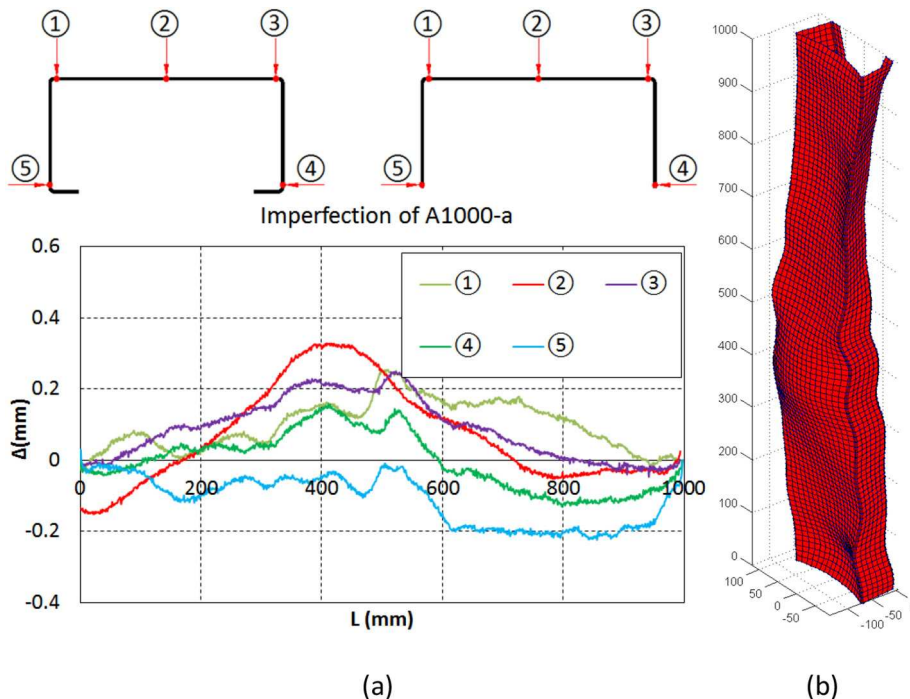 ① ② ③ ① ② ③
⑤ ④ ⑤ ④
Imperfection of A1000-a
0.6
0.4
0.2
0
-0.2
-0.4
Δ(mm)
① ② ③
④ ⑤
0 200 400 600 800 1000
L (mm)
(a)
1000
900
800
700
600
500
400
300
200
100
0
100
50
0
-50
-100
-50
(b)